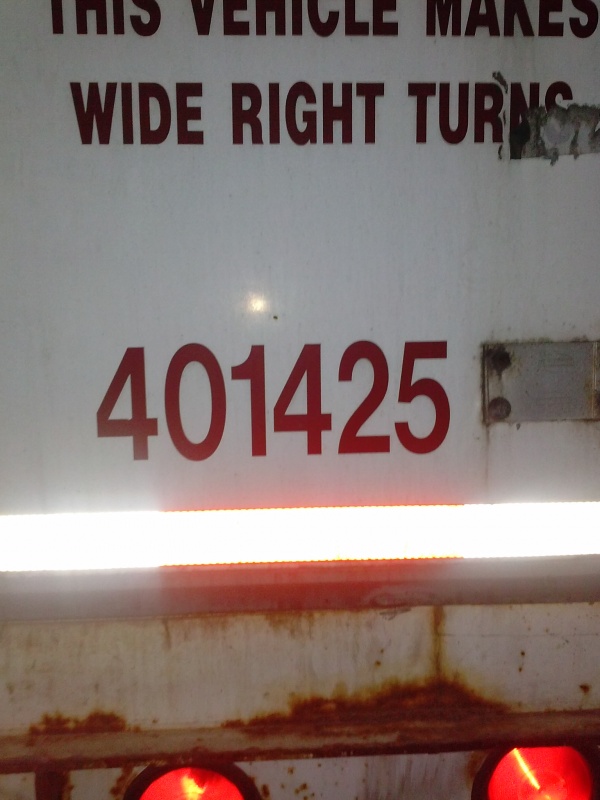 THIS VEHICLE MAKES
WIDE RIGHT TURNS
401425